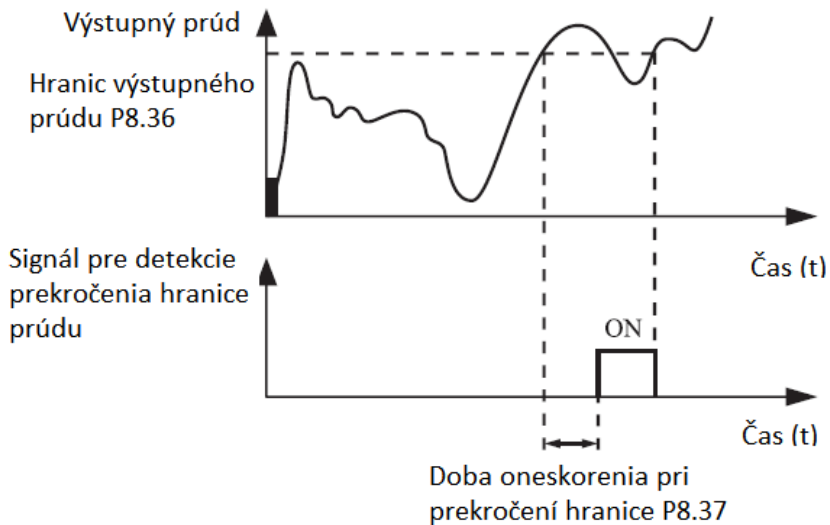 Výstupný prúd
Hranic výstupného
prúdu P8.36
Čas (t)
Signál pre detekcie
prekročenia hranice
prúdu
ON
Čas (t)
Doba oneskorenia pri
prekročení hranice P8.37